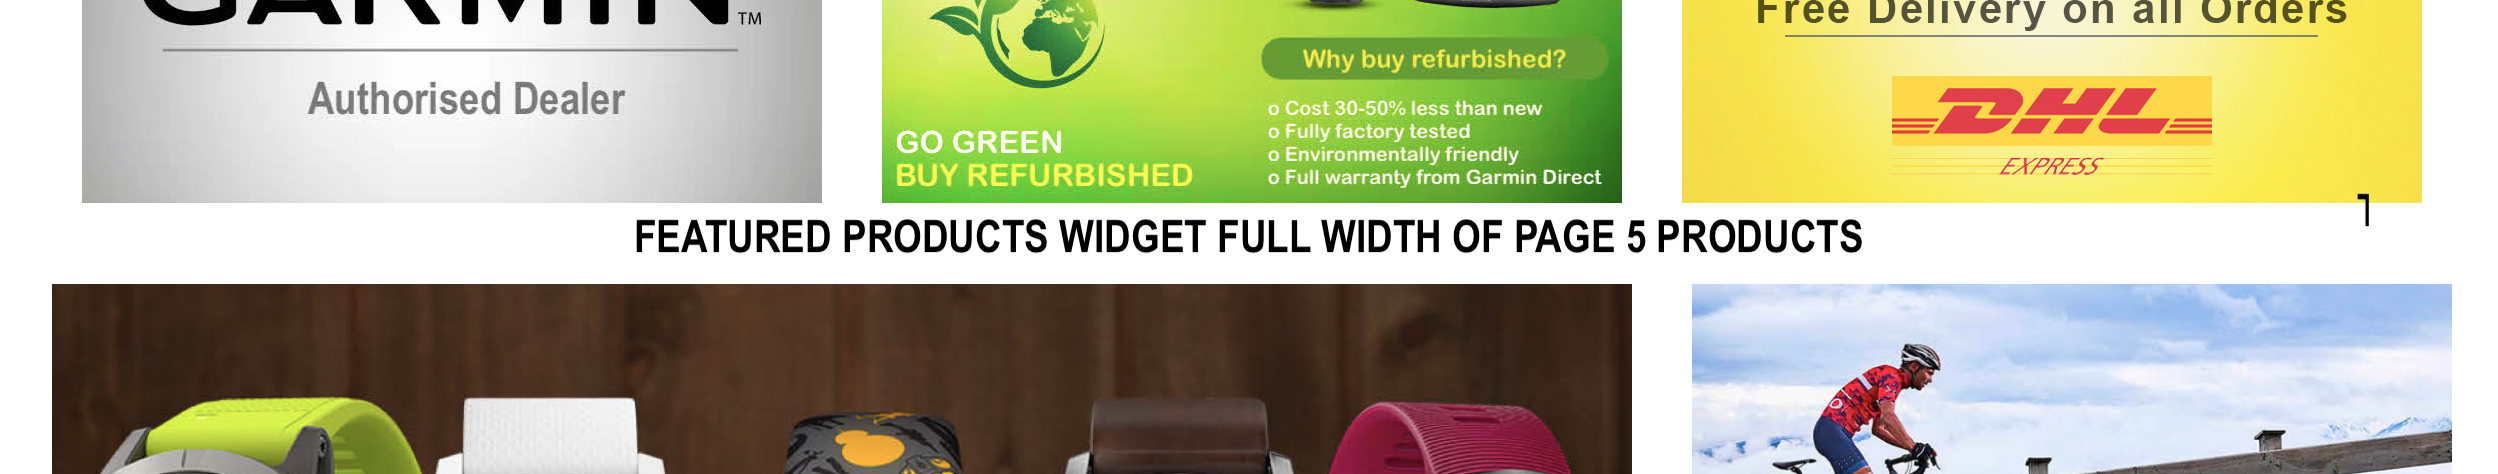 GARMIN™
Authorised Dealer
GO GREEN
BUY REFURBISHED
Why buy refurbished?
o Cost 30-50% less than new
o Fully factory tested
o Environmentally friendly
o Full warranty from Garmin Direct
Free Delivery on all Orders
DHL
EXPRESS
FEATURED PRODUCTS WIDGET FULL WIDTH OF PAGE 5 PRODUCTS